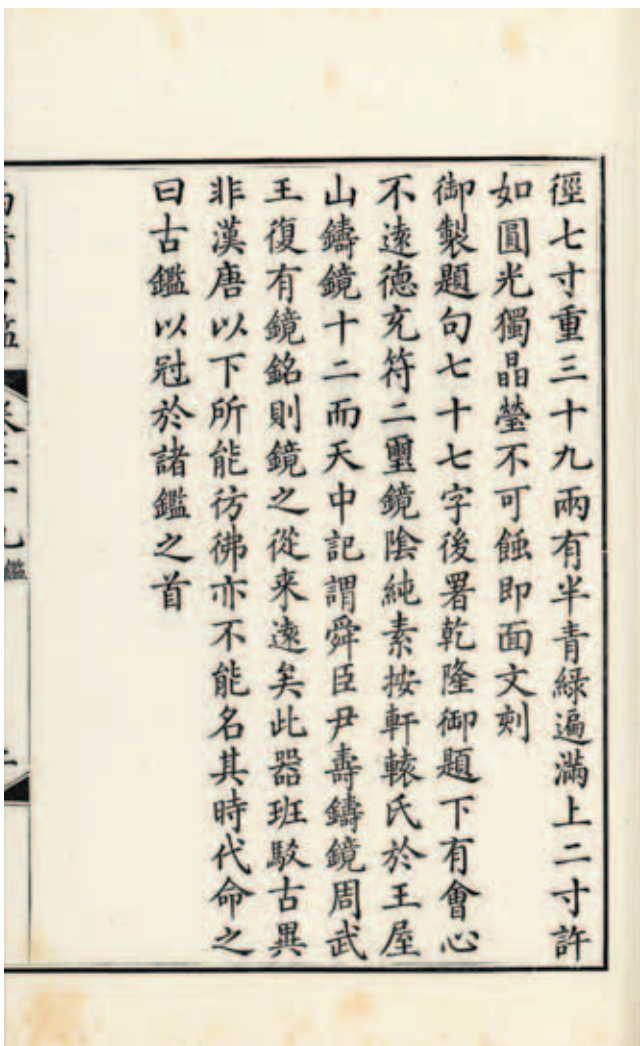 徑七寸重三十九兩有半青綠遍滿上二寸許
如圓光獨晶瑩不可蝕即面文刻
御製題句七十七字後署乾隆御題下有會心
不遠德充符二璽鏡陰純素按軒轅氏於王屋
山鑄鏡十二而天中記謂舜臣尹壽鑄鏡周武
王復有鏡銘則鏡之從来遠矣此器班駁古異
非漢唐以下所能彷彿亦不能名其時代命之
曰古鑑以冠於諸鑑之首